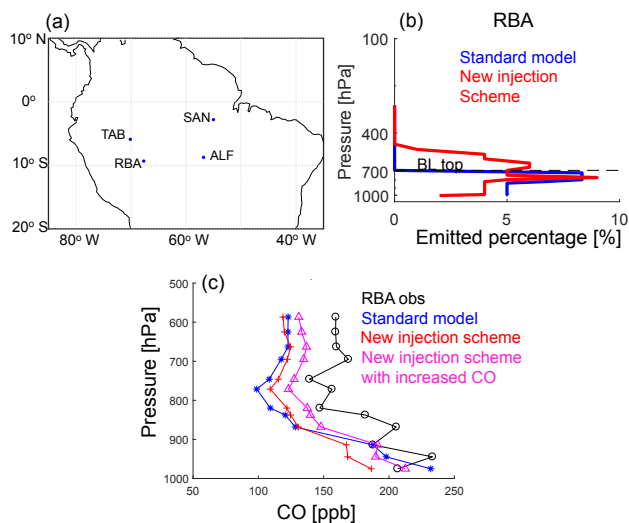 (a)
10° N
0°
10° S
20° S
80° W
60° W
40° W
SAN
TAB
RBA
ALF
(b)
RBA
Standard model
New injection
Scheme
BL top
100
400
700
1000
Pressure [hPa]
0
5
10
Emitted percentage [%]
(c)
RBA obs
Standard model
New injection scheme
New injection scheme
with increased CO
500
600
700
800
900
1000
Pressure [hPa]
50
100
150
200
250
CO [ppb]